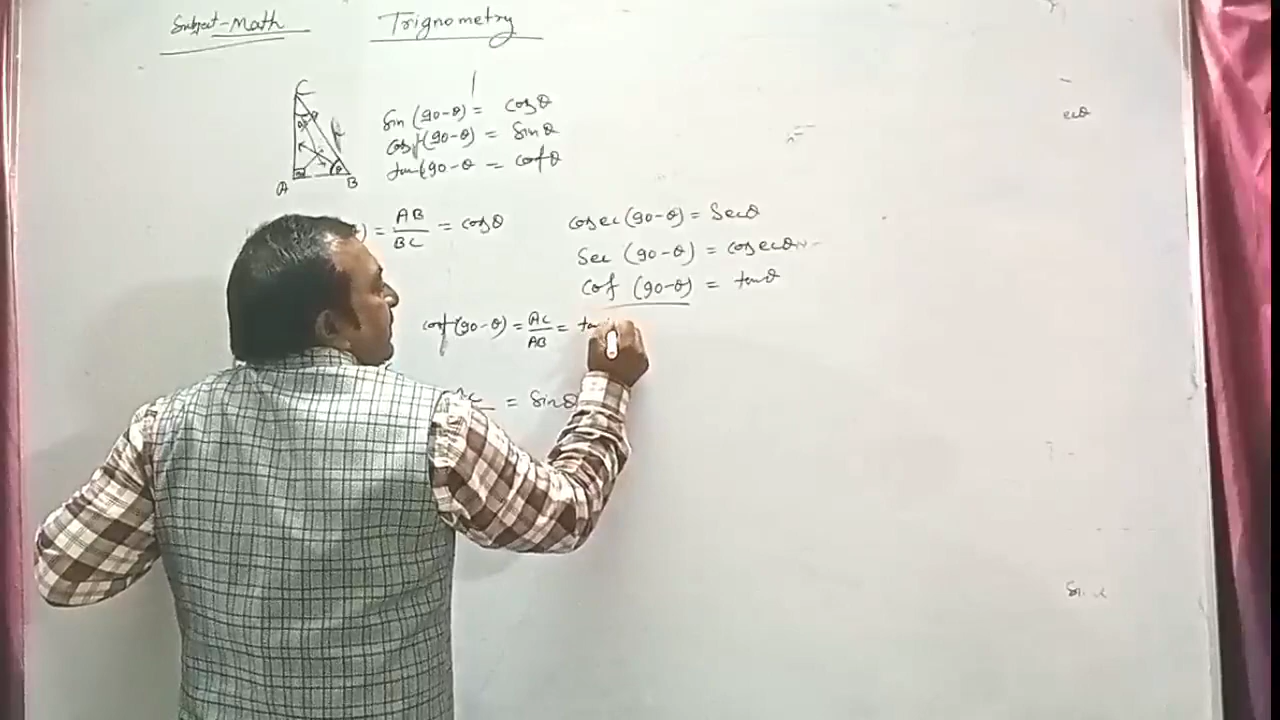 Subject-Math
Trignometry
C
A
B
Sin (90-θ) = cosθ
cos (90-θ) = Sinθ
tan(90-θ = cotθ
) = AB/BC = cosθ
cosec(90-θ) = Secθ
Sec (90-θ) = cosecθ
Cot (90-θ) = tanθ
cot(90-θ) = AC/AB = ta
= Sinθ